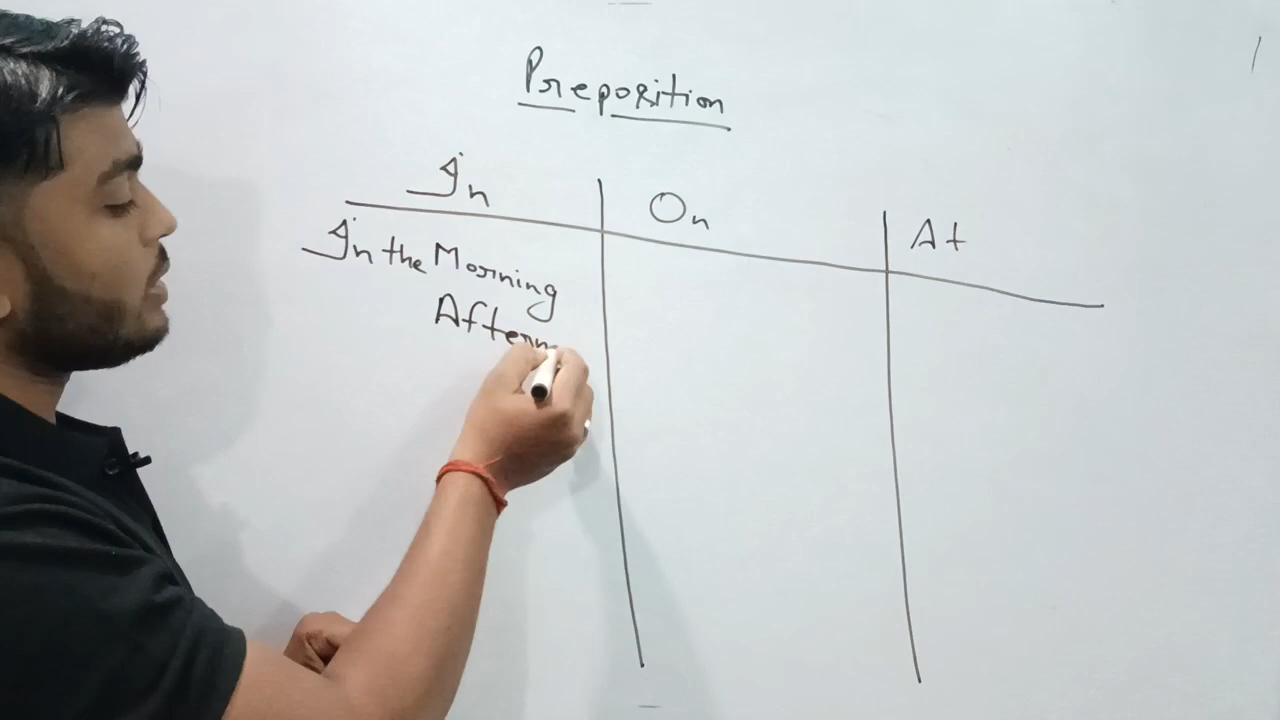 Preposition
In On At
In the Morning
Aftern